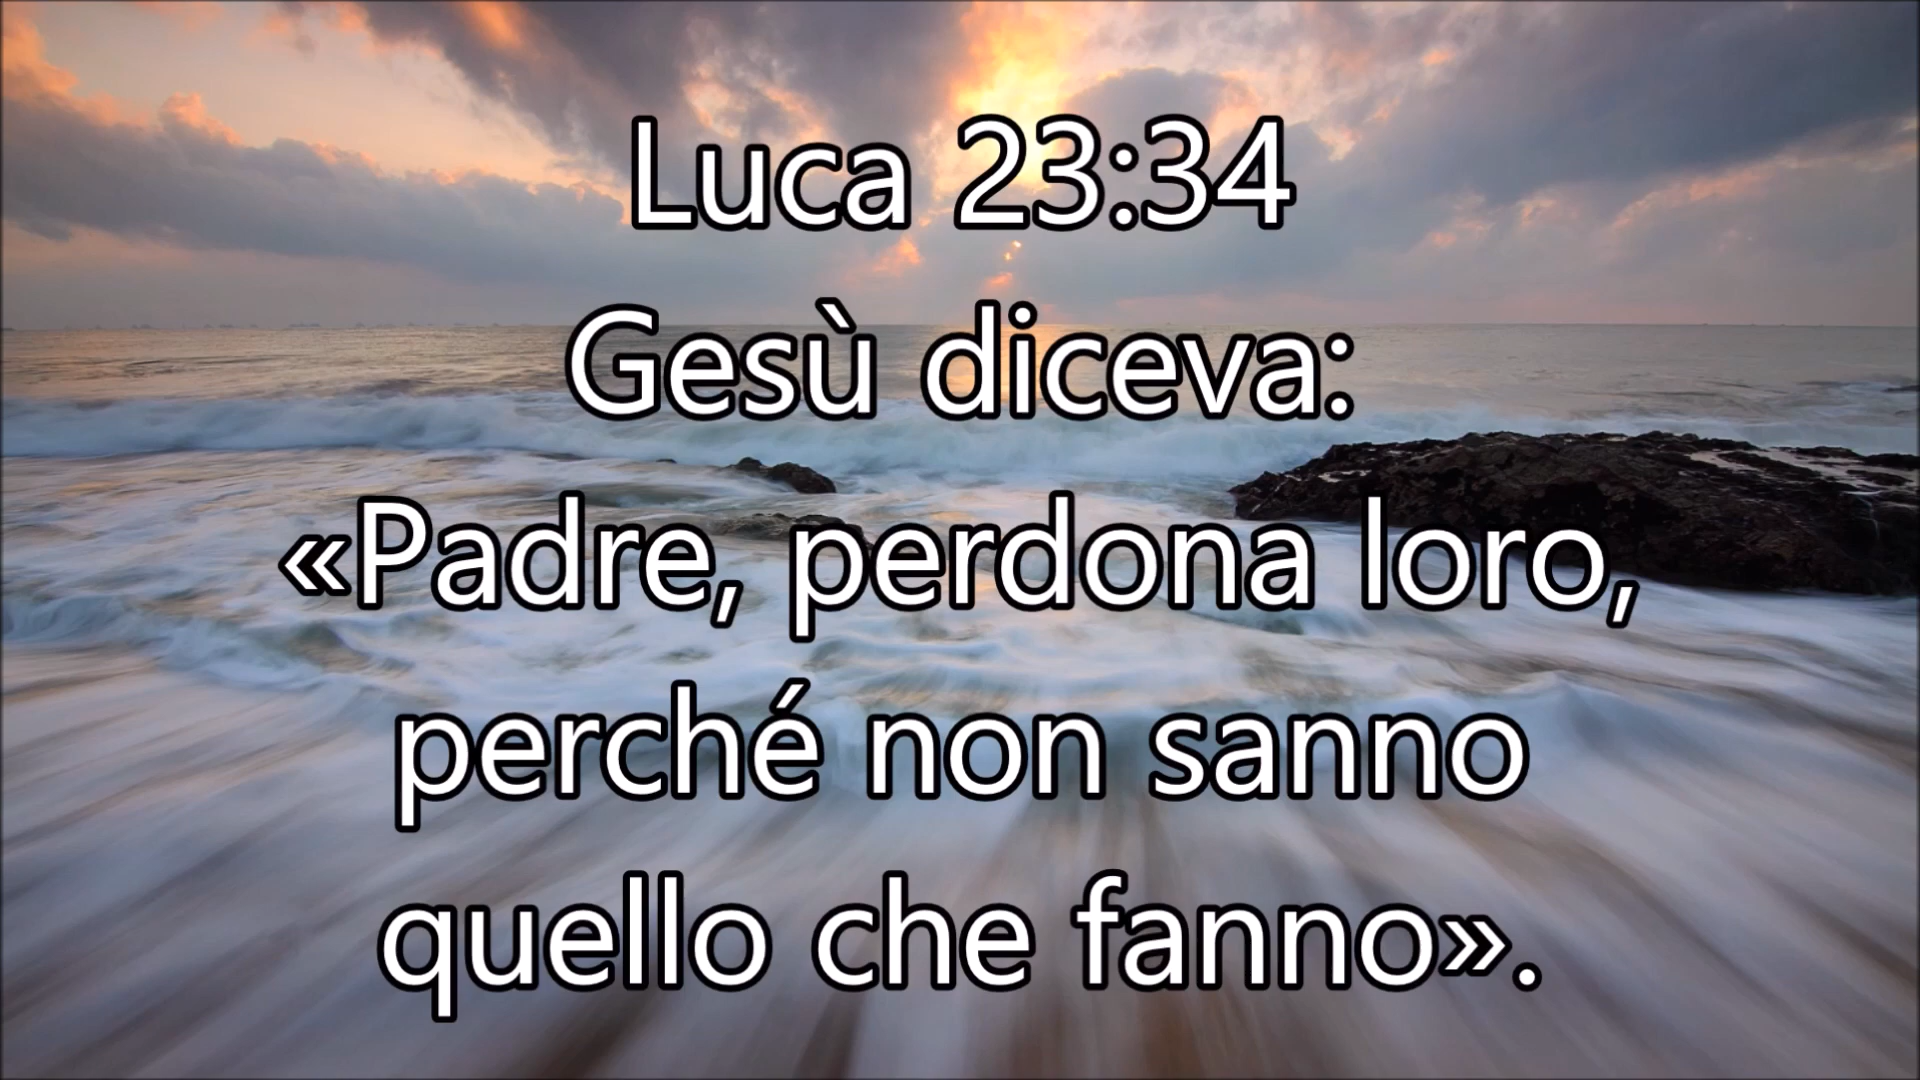 Luca 23:34
Gesù diceva:
«Padre, perdona loro,
perché non sanno
quello che fanno».